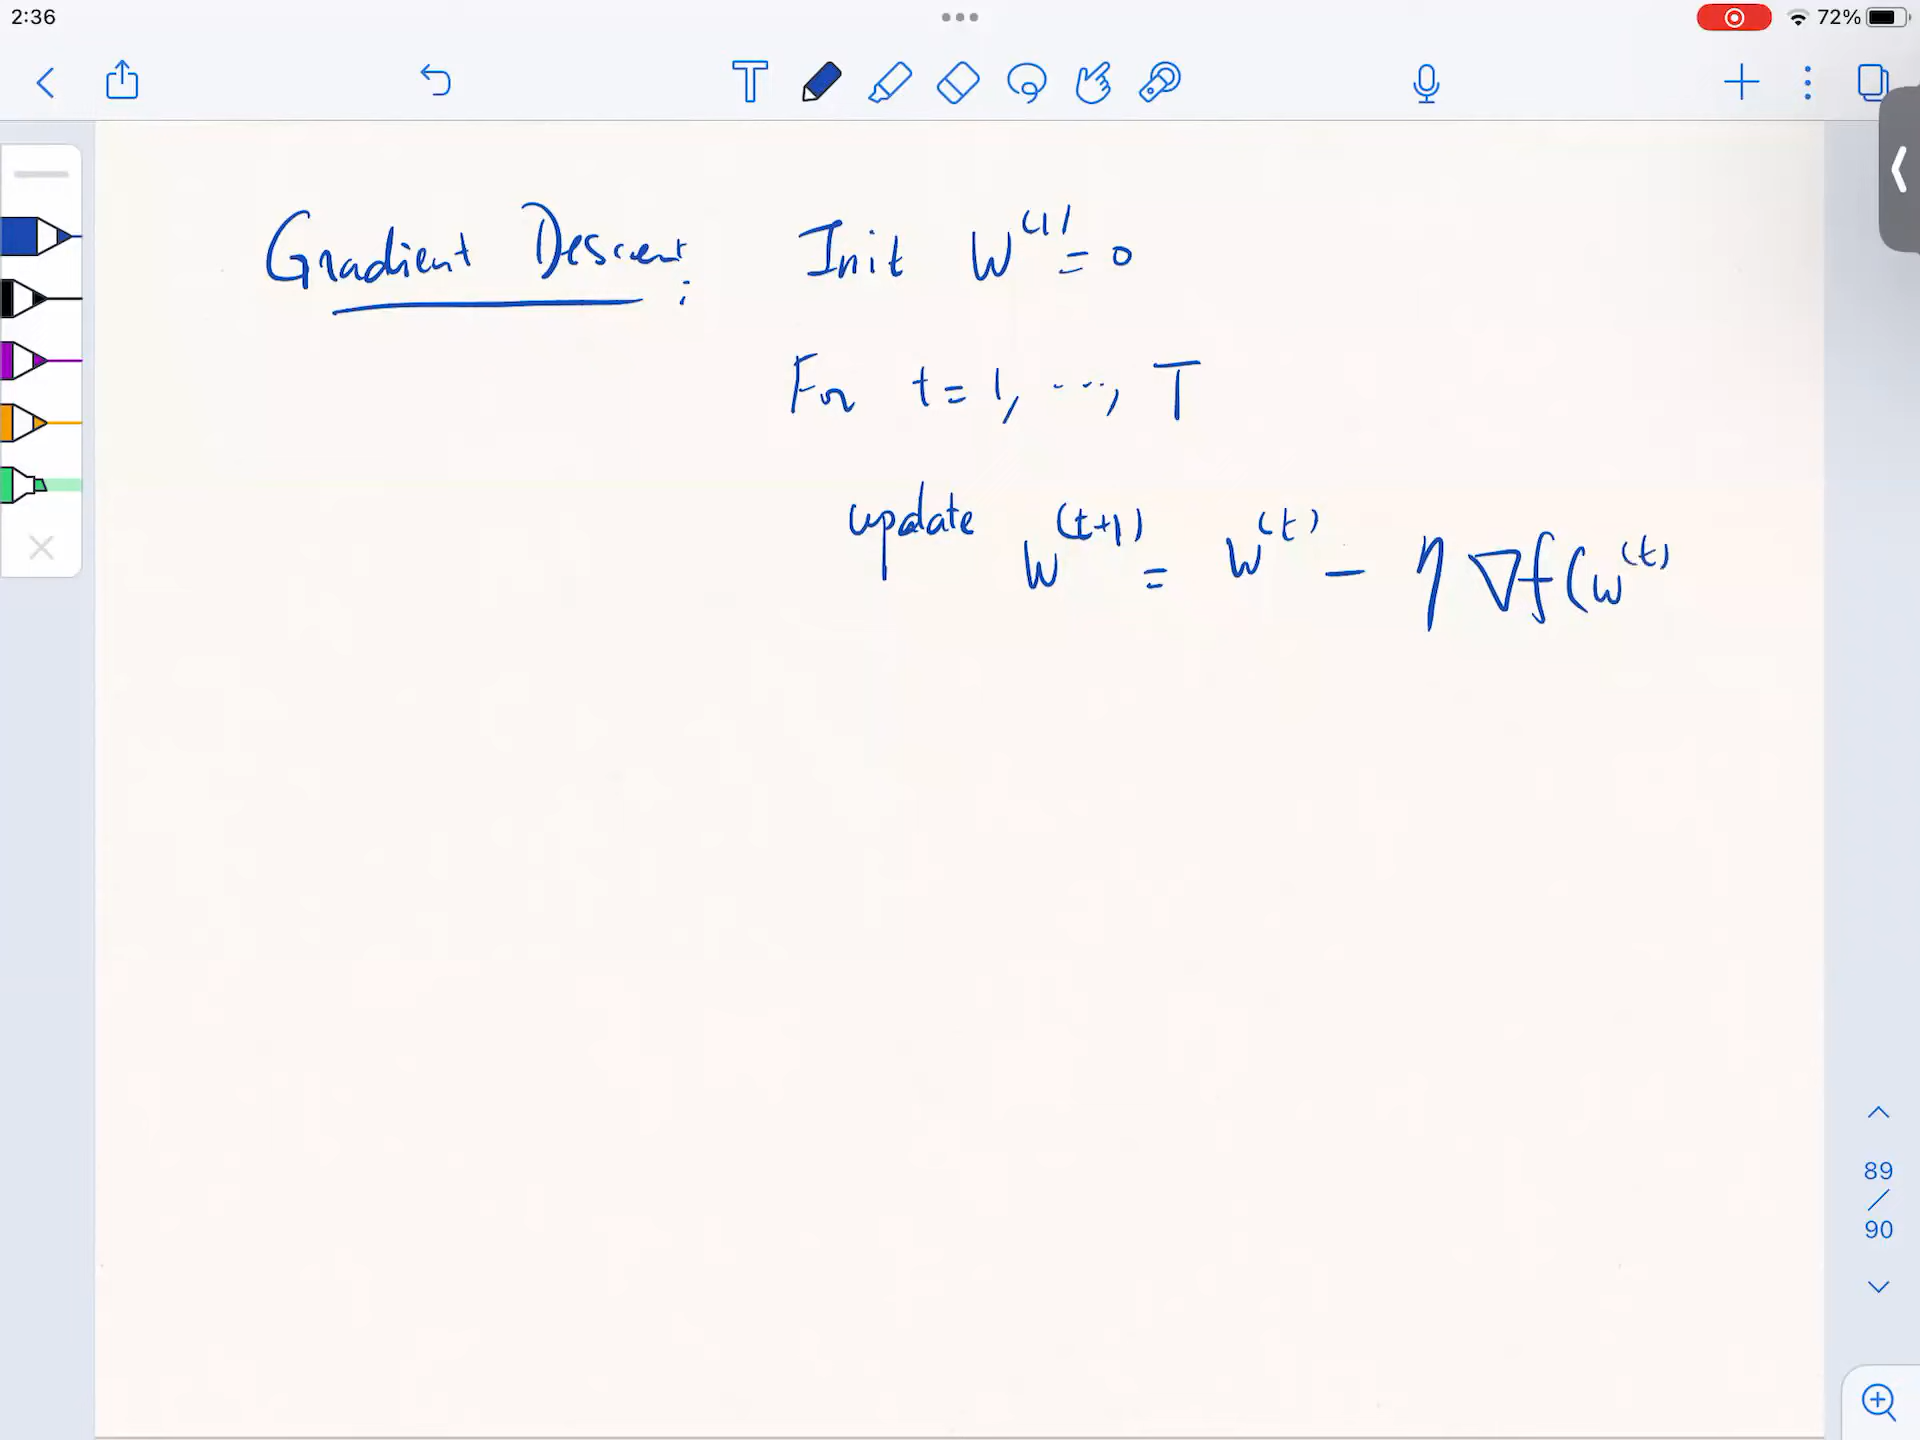 2:36
72%
Gradient Descent: Init W^(1) = 0
For t = 1, ..., T
update W^(t+1) = W^(t) - η ∇f(w^(t)
89
/
90